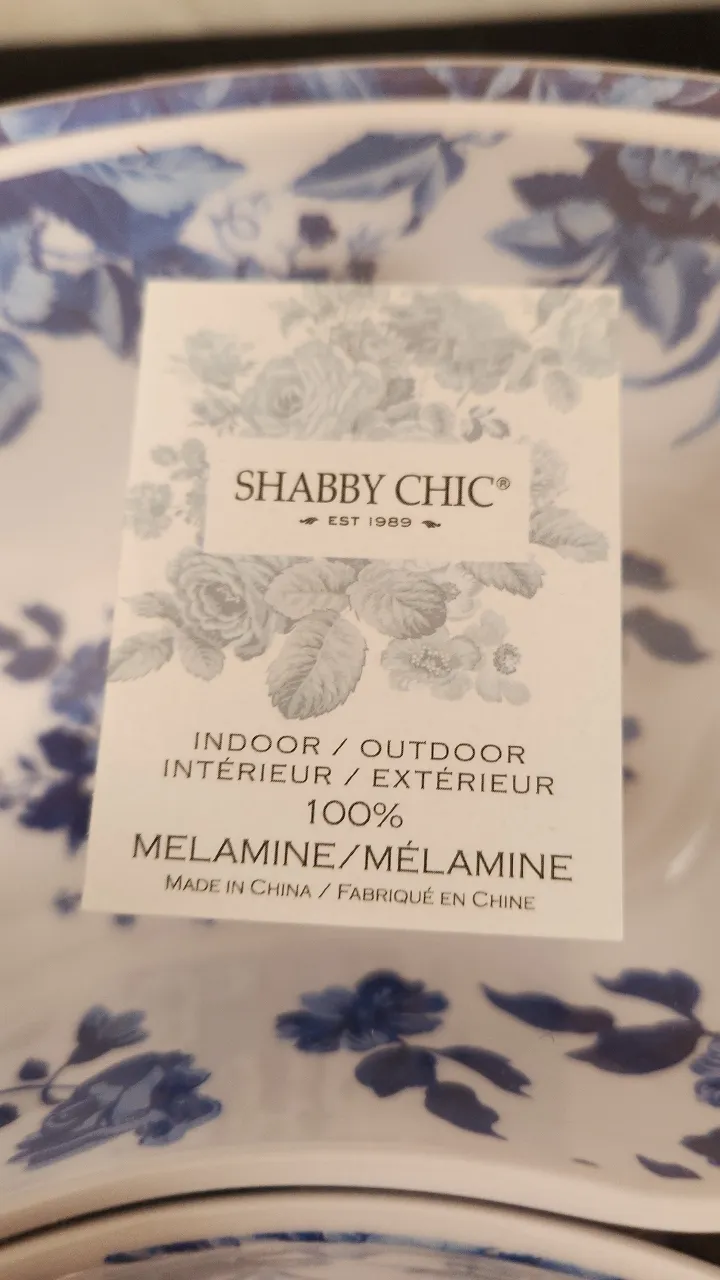 SHABBY CHIC®
EST 1989
INDOOR / OUTDOOR
INTÉRIEUR / EXTÉRIEUR
100%
MELAMINE/MÉLAMINE
MADE IN CHINA / FABRIQUÉ EN CHINE